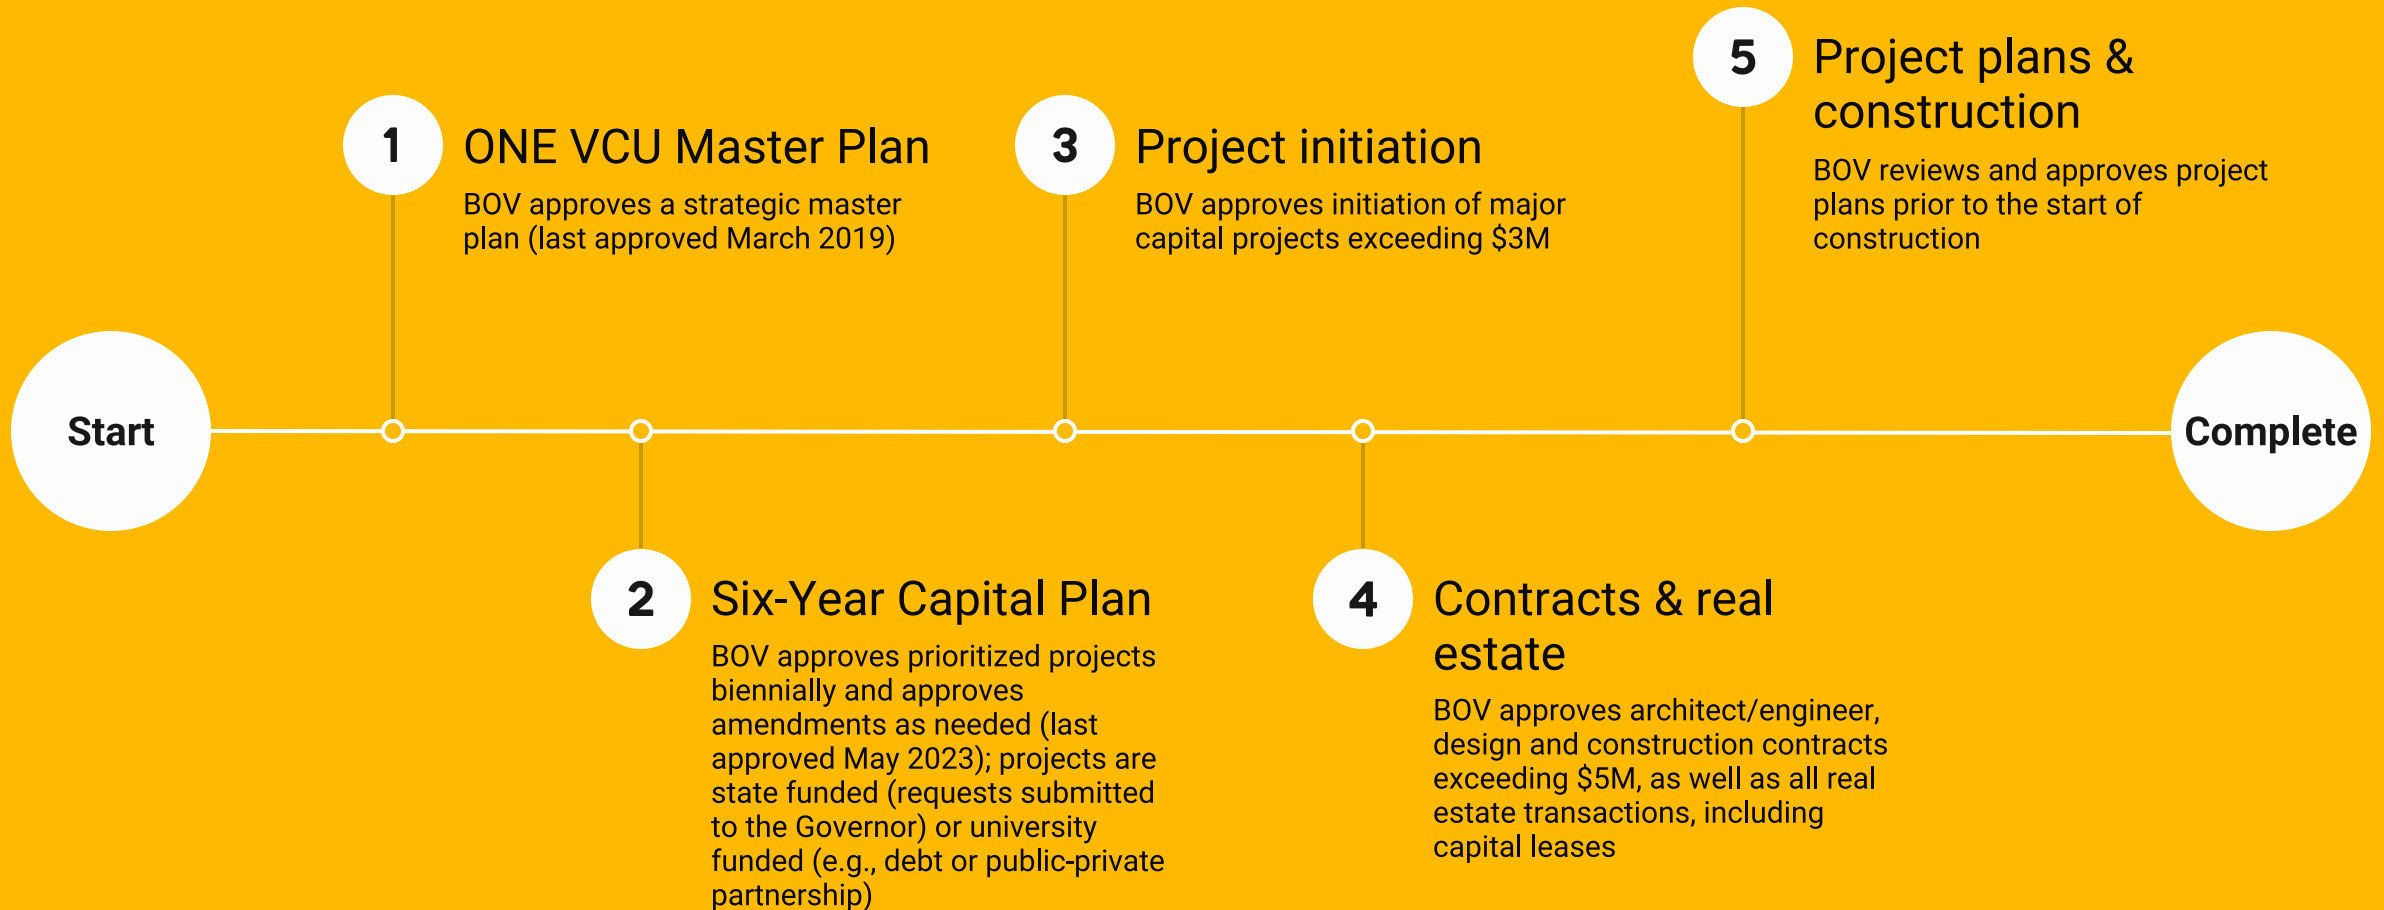 Start
1
ONE VCU Master Plan
BOV approves a strategic master
plan (last approved March 2019)
2
Six-Year Capital Plan
BOV approves prioritized projects
biennially and approves
amendments as needed (last
approved May 2023); projects are
state funded (requests submitted
to the Governor) or university
funded (e.g., debt or public-private
partnership)
3
Project initiation
BOV approves initiation of major
capital projects exceeding $3M
4
Contracts & real
estate
BOV approves architect/engineer,
design and construction contracts
exceeding $5M, as well as all real
estate transactions, including
capital leases
5
Project plans &
construction
BOV reviews and approves project
plans prior to the start of
construction
Complete